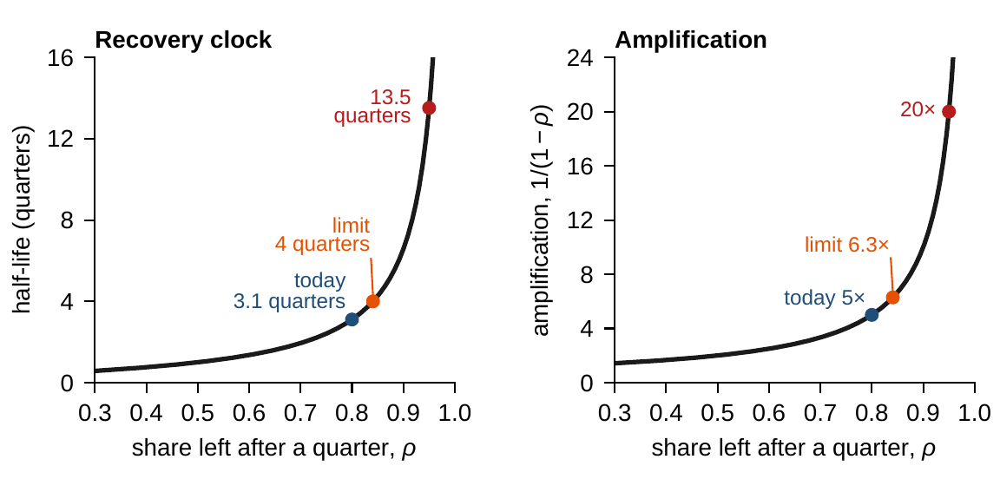 Recovery clock
16
12
8
4
0
half-life (quarters)
13.5
quarters
limit
4 quarters
today
3.1 quarters
0.3 0.4 0.5 0.6 0.7 0.8 0.9 1.0
share left after a quarter, ρ
Amplification
24
20
16
12
8
4
0
amplification, 1/(1 − ρ)
20×
limit 6.3×
today 5×
0.3 0.4 0.5 0.6 0.7 0.8 0.9 1.0
share left after a quarter, ρ